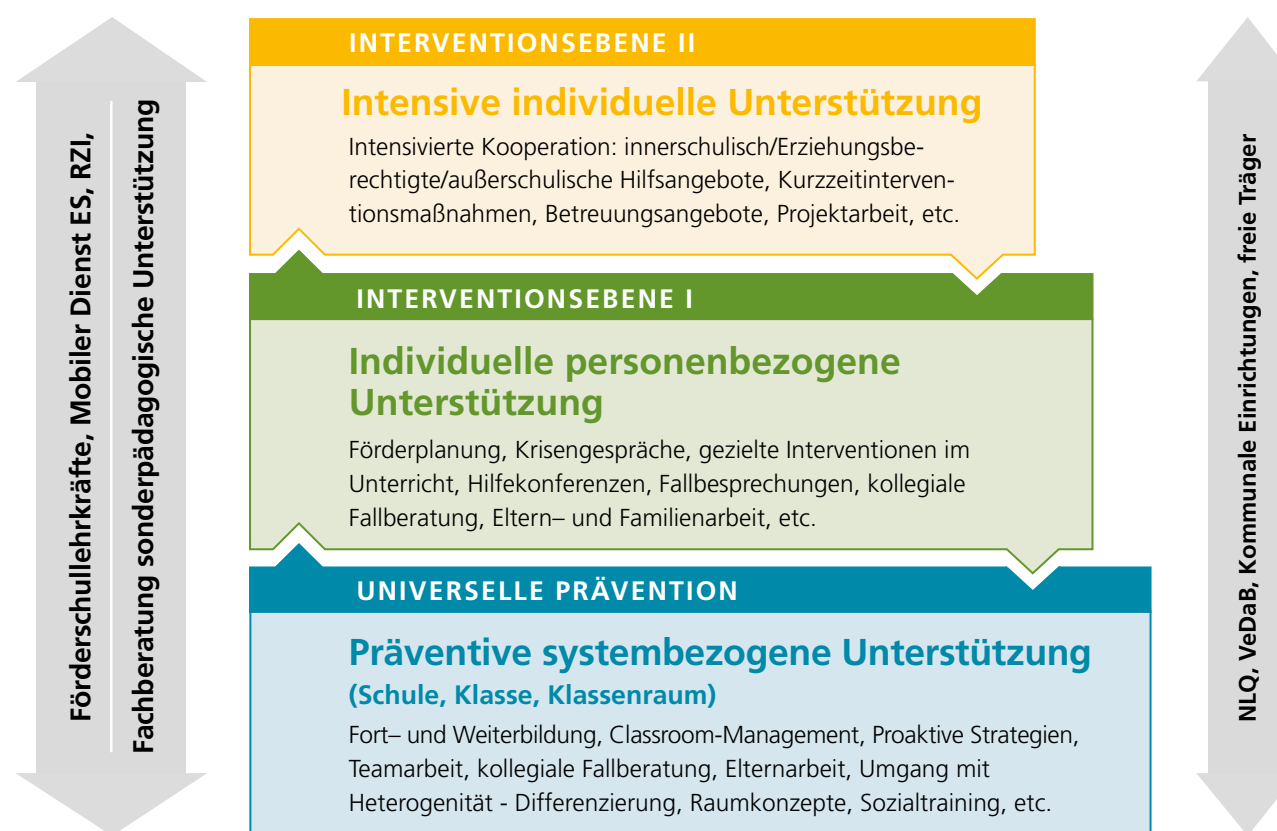 Förderschullehrkräfte, Mobiler Dienst ES, RZI,
Fachberatung sonderpädagogische Unterstützung
INTERVENTIONSEBENE II
Intensive individuelle Unterstützung
Intensivierte Kooperation: innerschulisch/Erziehungsbe-
rechtigte/außerschulische Hilfsangebote, Kurzzeitinterven-
tionsmaßnahmen, Betreuungsangebote, Projektarbeit, etc.
INTERVENTIONSEBENE I
Individuelle personenbezogene
Unterstützung
Förderplanung, Krisengespräche, gezielte Interventionen im
Unterricht, Hilfekonferenzen, Fallbesprechungen, kollegiale
Fallberatung, Eltern– und Familienarbeit, etc.
UNIVERSELLE PRÄVENTION
Präventive systembezogene Unterstützung
(Schule, Klasse, Klassenraum)
Fort– und Weiterbildung, Classroom-Management, Proaktive Strategien,
Teamarbeit, kollegiale Fallberatung, Elternarbeit, Umgang mit
Heterogenität - Differenzierung, Raumkonzepte, Sozialtraining, etc.
NLQ, VeDaB, Kommunale Einrichtungen, freie Träger